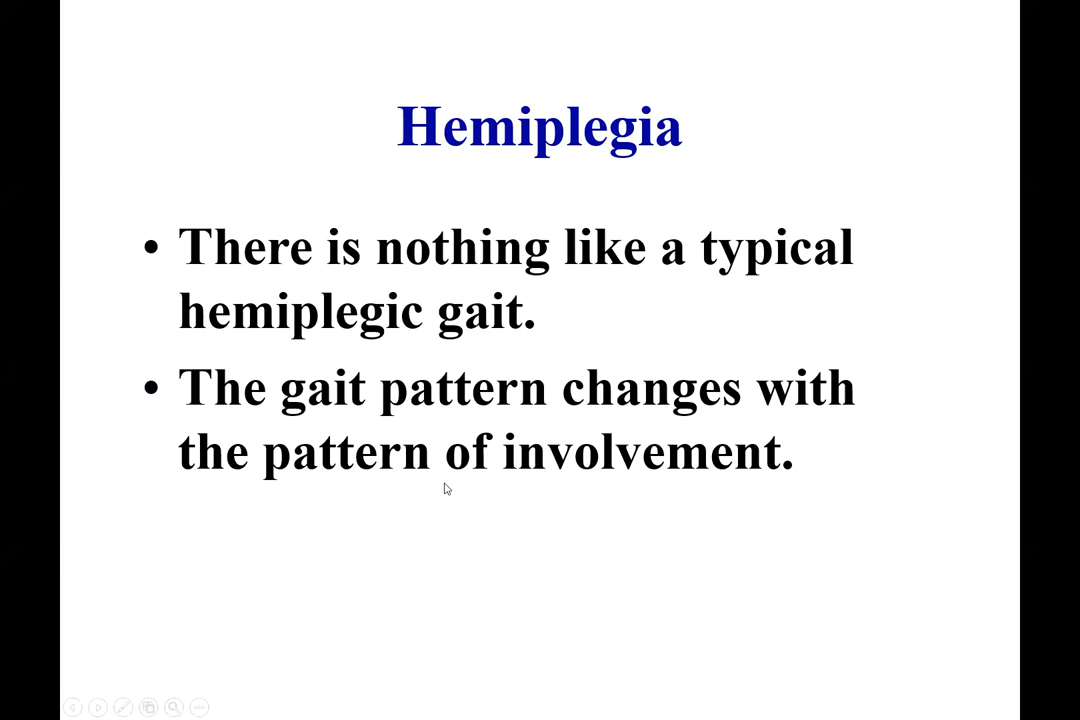 Hemiplegia
• There is nothing like a typical
hemiplegic gait.
• The gait pattern changes with
the pattern of involvement.